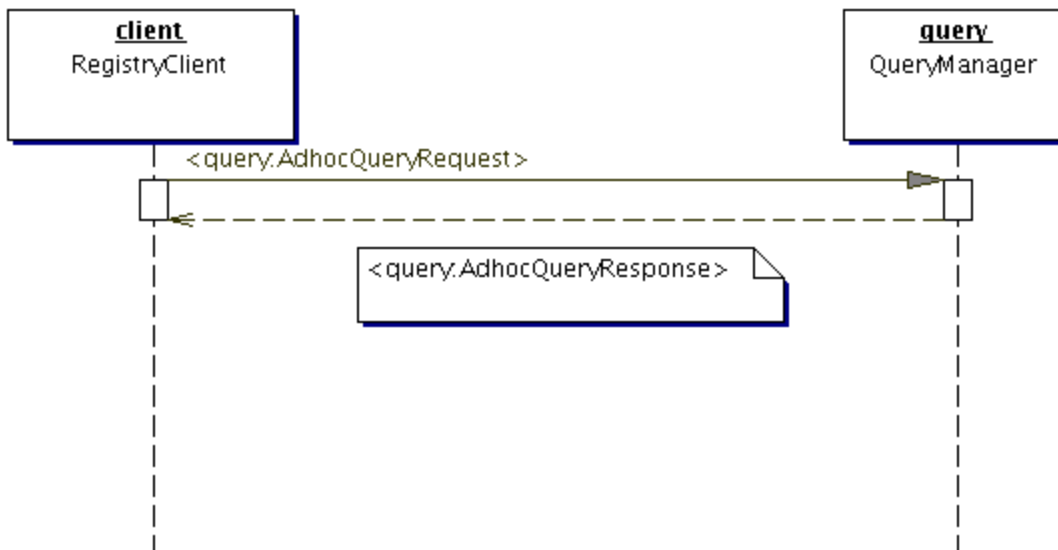 client
RegistryClient
query
QueryManager
<query:AdhocQueryRequest>
<query:AdhocQueryResponse>